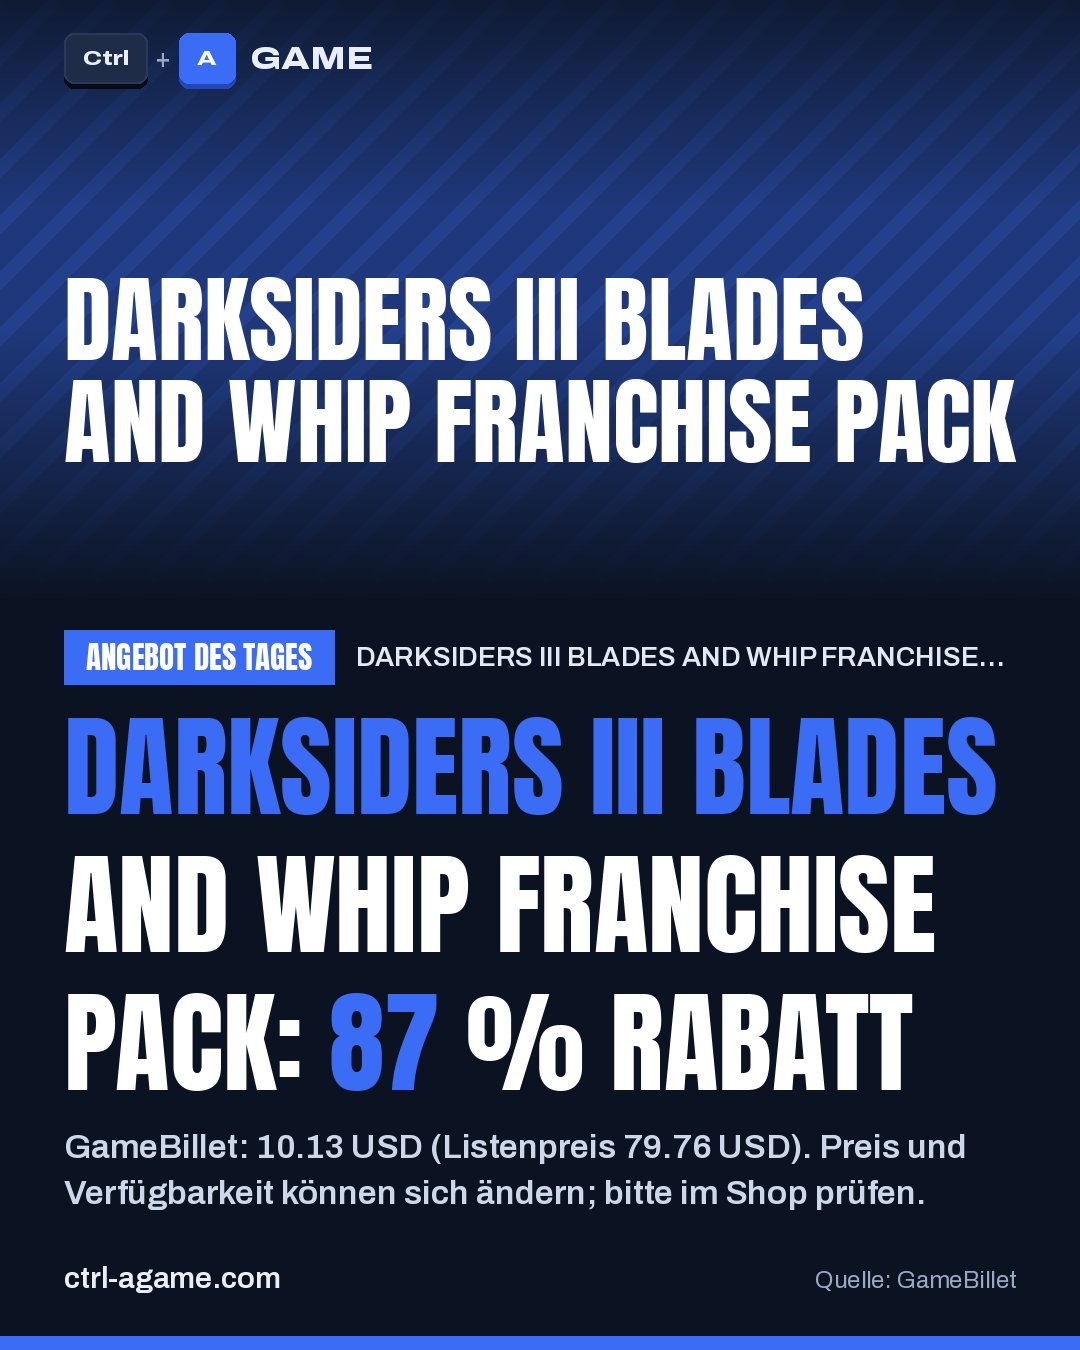 Ctrl + A GAME
DARKSIDERS III BLADES
AND WHIP FRANCHISE PACK
ANGEBOT DES TAGES DARKSIDERS III BLADES AND WHIP FRANCHISE...
DARKSIDERS III BLADES
AND WHIP FRANCHISE
PACK: 87 % RABATT
GameBillet: 10.13 USD (Listenpreis 79.76 USD). Preis und
Verfügbarkeit können sich ändern; bitte im Shop prüfen.
ctrl-agame.com Quelle: GameBillet